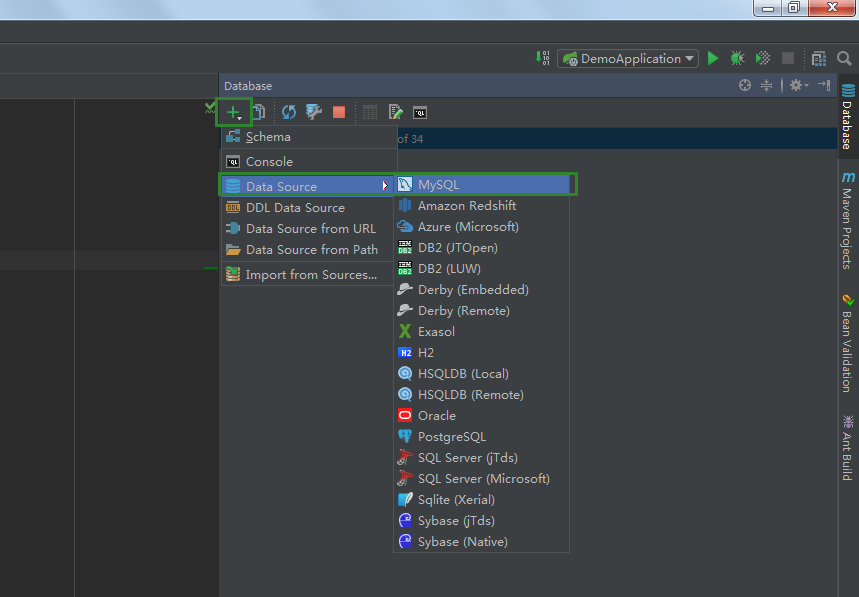 DemoApplication
Database
Schema
of 34
Console
Data Source
DDL Data Source
Data Source from URL
Data Source from Path
Import from Sources...
MySQL
Amazon Redshift
Azure (Microsoft)
DB2 (JTOpen)
DB2 (LUW)
Derby (Embedded)
Derby (Remote)
Exasol
H2
HSQLDB (Local)
HSQLDB (Remote)
Oracle
PostgreSQL
SQL Server (jTds)
SQL Server (Microsoft)
Sqlite (Xerial)
Sybase (jTds)
Sybase (Native)
Database
Maven Projects
Bean Validation
Ant Build